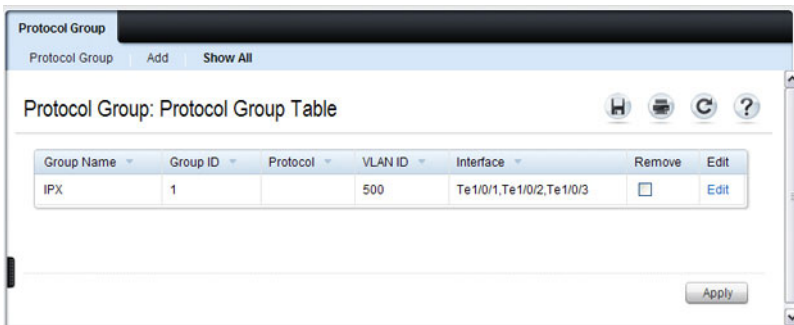 Protocol Group
Protocol Group Add Show All
Protocol Group: Protocol Group Table
Group Name Group ID Protocol VLAN ID Interface Remove Edit
IPX 1 500 Te1/0/1,Te1/0/2,Te1/0/3 Edit
Apply